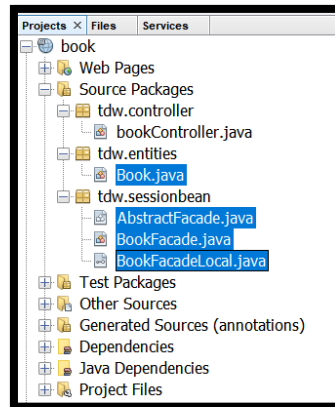 Projects × Files Services
book
Web Pages
Source Packages
tdw.controller
bookController.java
tdw.entities
Book.java
tdw.sessionbean
AbstractFacade.java
BookFacade.java
BookFacadeLocal.java
Test Packages
Other Sources
Generated Sources (annotations)
Dependencies
Java Dependencies
Project Files